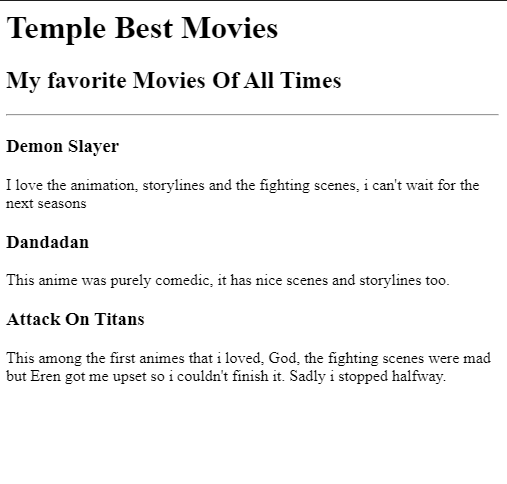 Temple Best Movies
My favorite Movies Of All Times
Demon Slayer
I love the animation, storylines and the fighting scenes, i can't wait for the
next seasons
Dandadan
This anime was purely comedic, it has nice scenes and storylines too.
Attack On Titans
This among the first animes that i loved, God, the fighting scenes were mad
but Eren got me upset so i couldn't finish it. Sadly i stopped halfway.